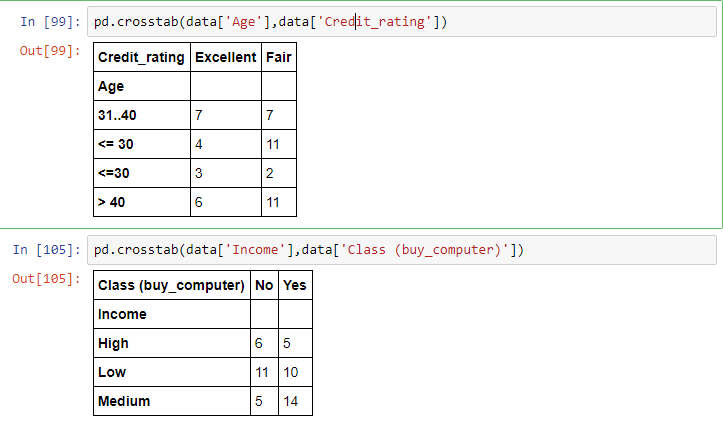 In [99]: pd.crosstab(data['Age'],data['Credit_rating'])
Out[99]:
Credit_rating Excellent Fair
Age
31..40 7 7
<= 30 4 11
<=30 3 2
> 40 6 11
In [105]: pd.crosstab(data['Income'],data['Class (buy_computer)'])
Out[105]:
Class (buy_computer) No Yes
Income
High 6 5
Low 11 10
Medium 5 14